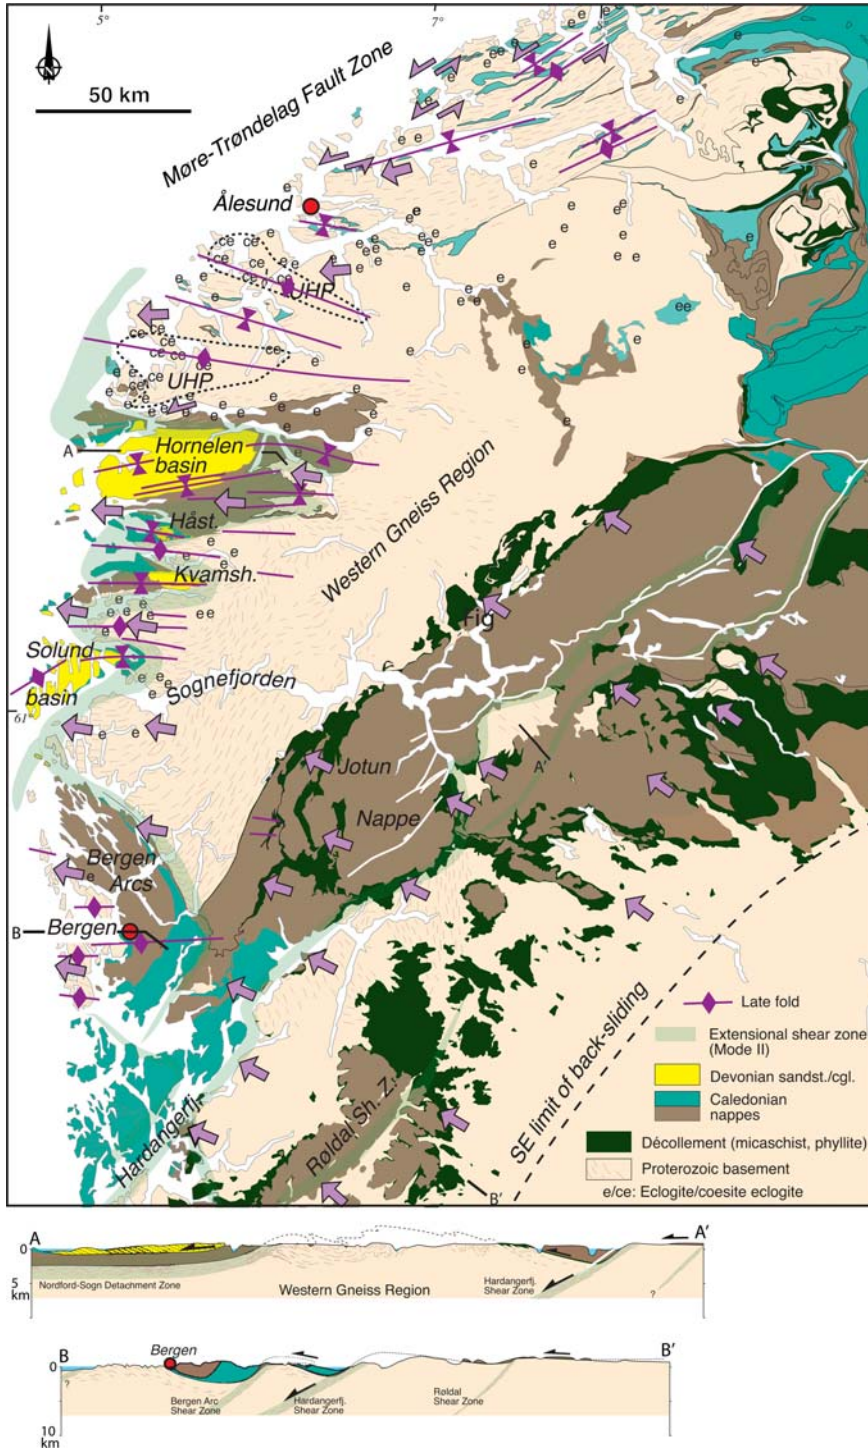 5°
7°
50 km
Møre-Trøndelag Fault Zone
Ålesund
UHP
UHP
A
Hornelen
basin
Håst.
Kvamsh.
Western Gneiss Region
Fig
Solund
basin
Sognefjorden
61°
Jotun
Nappe
A'
Bergen
Arcs
B
Bergen
Hardangerfj.
Røldal Sh. Z.
B'
SE limit of back-sliding
Late fold
Extensional shear zone
(Mode II)
Devonian sandst./cgl.
Caledonian
nappes
Décollement (micaschist, phyllite)
Proterozoic basement
e/ce: Eclogite/coesite eclogite
A
A'
0
5
km
Nordford-Sogn Detachment Zone
Western Gneiss Region
Hardangerfj.
Shear Zone
?
B
Bergen
B'
0
?
Bergen Arc
Shear Zone
Hardangerfj.
Shear Zone
Røldal
Shear Zone
10
km